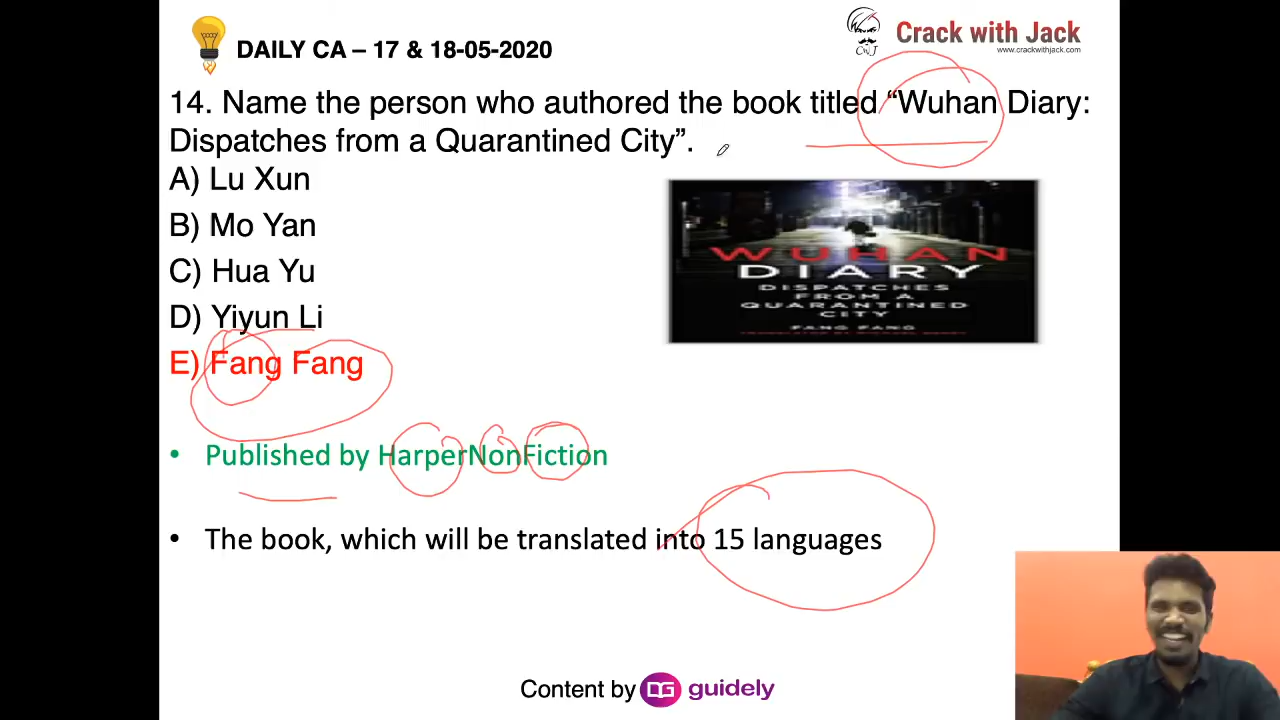 DAILY CA – 17 & 18-05-2020
Crack with Jack
www.crackwithjack.com
CwJ
14. Name the person who authored the book titled “Wuhan Diary:
Dispatches from a Quarantined City”.
A) Lu Xun
B) Mo Yan
C) Hua Yu
D) Yiyun Li
E) Fang Fang
WUHAN
DIARY
DISPATCHES
FROM A
QUARANTINED
CITY
FANG FANG
• Published by HarperNonFiction
• The book, which will be translated into 15 languages
Content by DG guidely